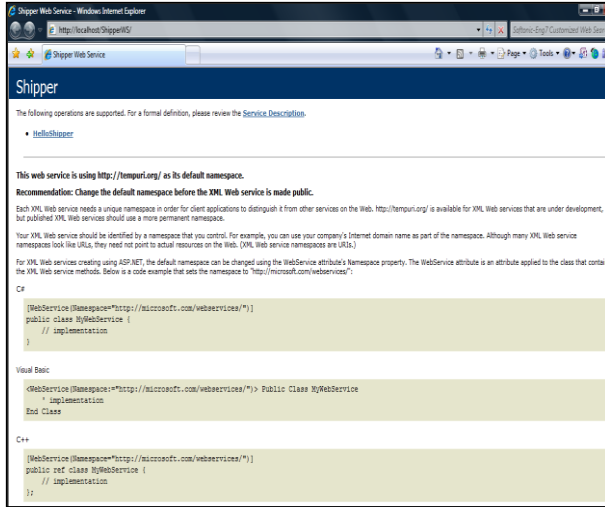 Shipper Web Service - Windows Internet Explorer
http://localhost/ShipperWS/
Softonic-Eng7 Customized Web Sear
Shipper Web Service
Page Tools
Shipper
The following operations are supported. For a formal definition, please review the Service Description.
HelloShipper
This web service is using http://tempuri.org/ as its default namespace.
Recommendation: Change the default namespace before the XML Web service is made public.
Each XML Web service needs a unique namespace in order for client applications to distinguish it from other services on the Web. http://tempuri.org/ is available for XML Web services that are under development,
but published XML Web services should use a more permanent namespace.
Your XML Web service should be identified by a namespace that you control. For example, you can use your company's Internet domain name as part of the namespace. Although many XML Web service
namespaces look like URLs, they need not point to actual resources on the Web. (XML Web service namespaces are URIs.)
For XML Web services creating using ASP.NET, the default namespace can be changed using the WebService attribute's Namespace property. The WebService attribute is an attribute applied to the class that contai
the XML Web service methods. Below is a code example that sets the namespace to "http://microsoft.com/webservices/":
C#
[WebService(Namespace="http://microsoft.com/webservices/")]
public class MyWebService {
// implementation
}
Visual Basic
<WebService(Namespace:="http://microsoft.com/webservices/")> Public Class MyWebService
' implementation
End Class
C++
[WebService(Namespace="http://microsoft.com/webservices/")]
public ref class MyWebService {
// implementation
};